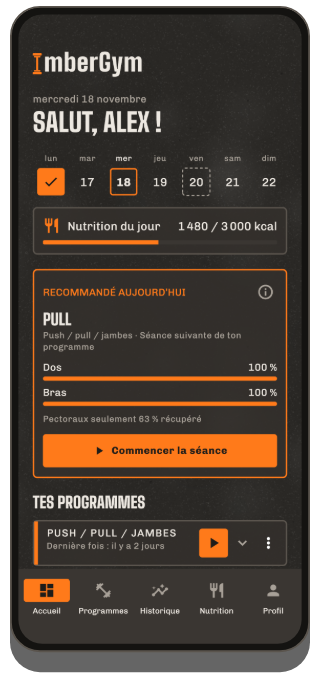 ImberGym
mercredi 18 novembre
SALUT, ALEX !
lun mar mer jeu ven sam dim
17 18 19 20 21 22
Nutrition du jour 1 480 / 3 000 kcal
RECOMMANDÉ AUJOURD'HUI
PULL
Push / pull / jambes · Séance suivante de ton
programme
Dos 100 %
Bras 100 %
Pectoraux seulement 63 % récupéré
Commencer la séance
TES PROGRAMMES
PUSH / PULL / JAMBES
Dernière fois : il y a 2 jours
Accueil Programmes Historique Nutrition Profil